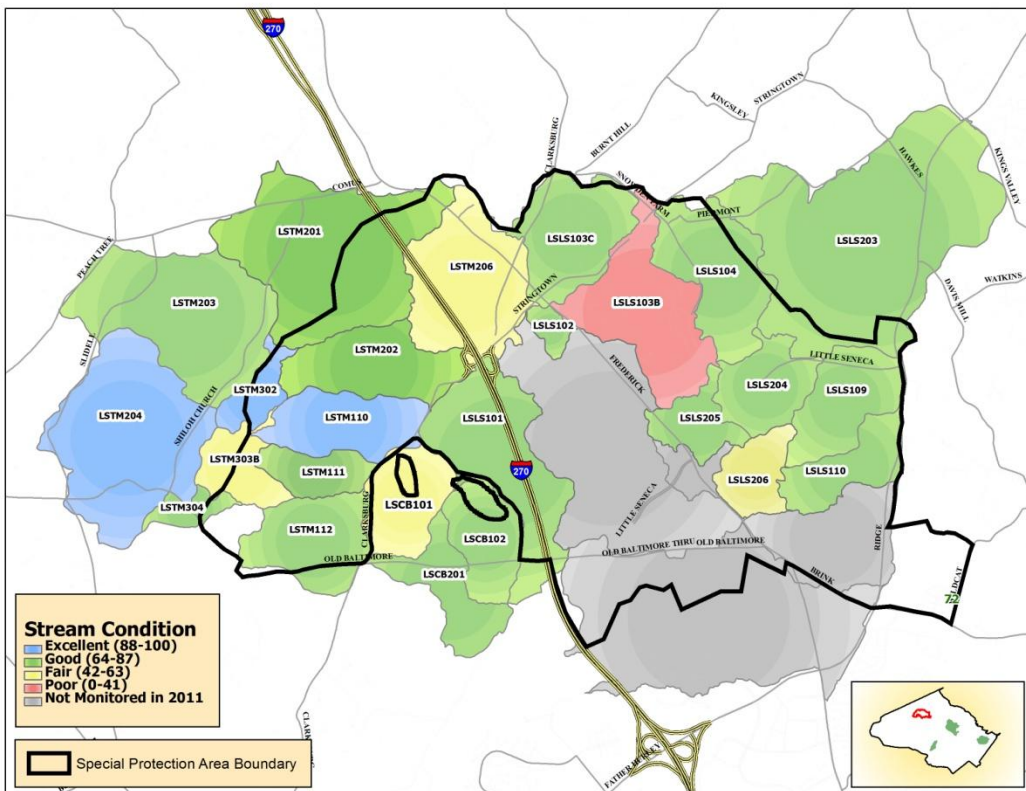 270
KINGSLEY
STRINGTOWN
BURNT HILL
CLARKSBURG
HAWKES
KINGS VALLEY
COMUS
PIEDMONT
PEACH TREE
LSTM201
LSLS103C
LSLS203
LSTM206
LSLS104
WATKINS
DAVIS MILL
LSTM203
STRINGTOWN
LSLS103B
LSLS102
SLIDELL
LSTM202
FREDERICK
LITTLE SENECA
LSTM302
LSLS204
LSLS109
LSTM204
LSTM110
LSLS101
LSLS205
SHILOH CHURCH
LSTM303B
LSTM111
270
LSLS110
LSLS206
LSCB101
LSTM304
LITTLE SENECA
CLARKSBURG
LSTM112
LSCB102
OLD BALTIMORE
OLD BALTIMORE THRU
OLD BALTIMORE
RIDGE
LSCB201
BRINK
Stream Condition
Excellent (88-100)
Good (64-87)
Fair (42-63)
Poor (0-41)
Not Monitored in 2011
Special Protection Area Boundary
FATHER HURLEY